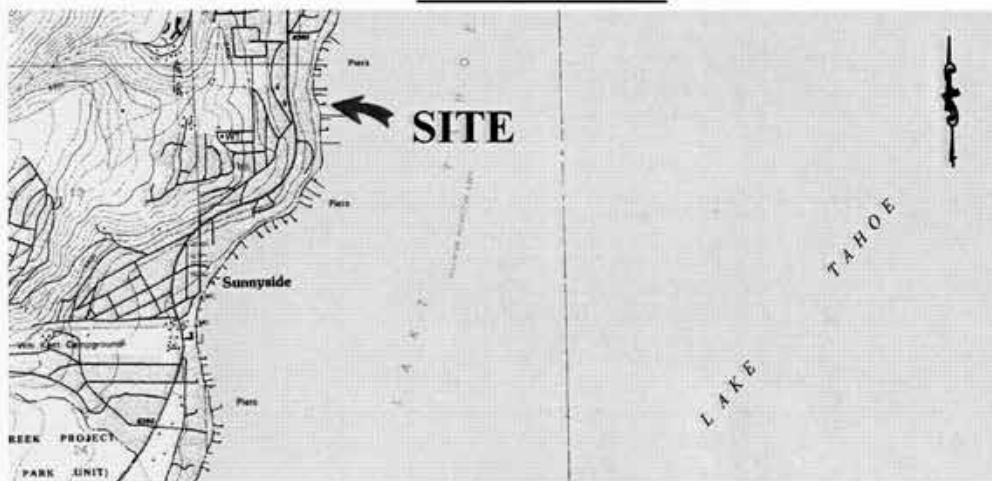 Piers
SITE
Piers
LAKE TAHOE
Sunnyside
Campground
Piers
REEK PROJECT
PARK UNIT)